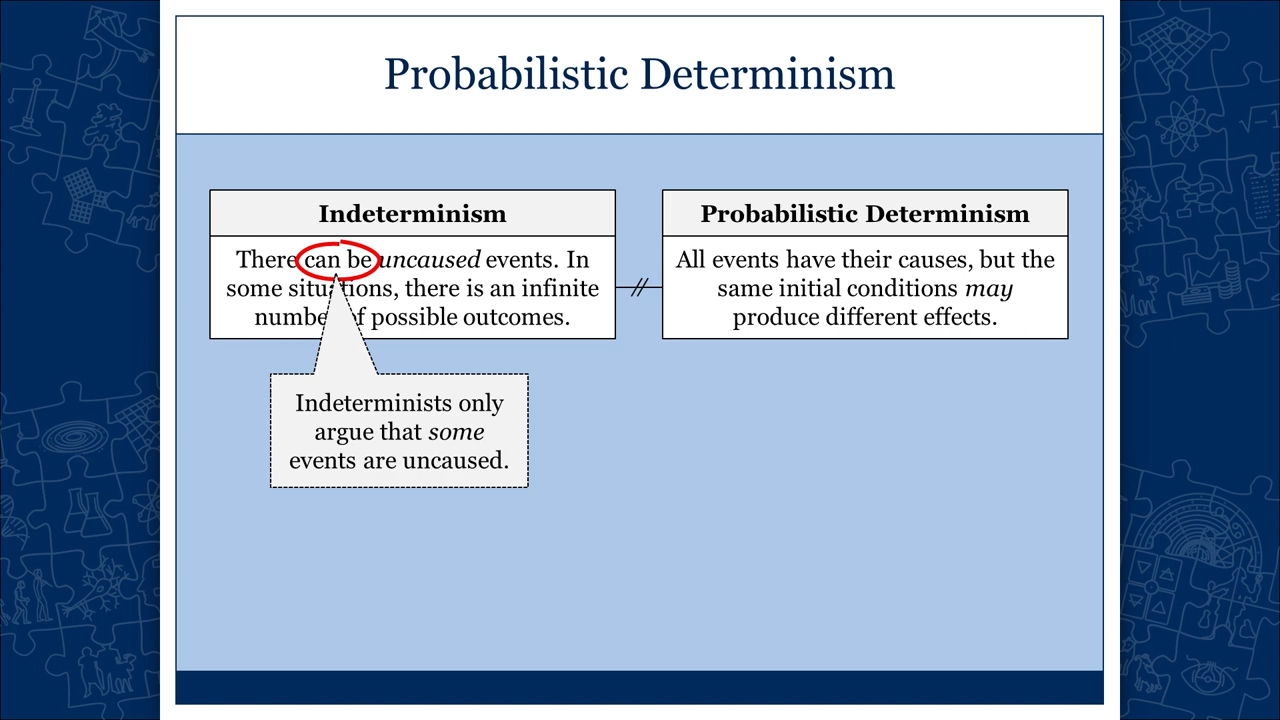 Probabilistic Determinism
Indeterminism
There can be uncaused events. In
some situations, there is an infinite
number of possible outcomes.
Probabilistic Determinism
All events have their causes, but the
same initial conditions may
produce different effects.
Indeterminists only
argue that some
events are uncaused.